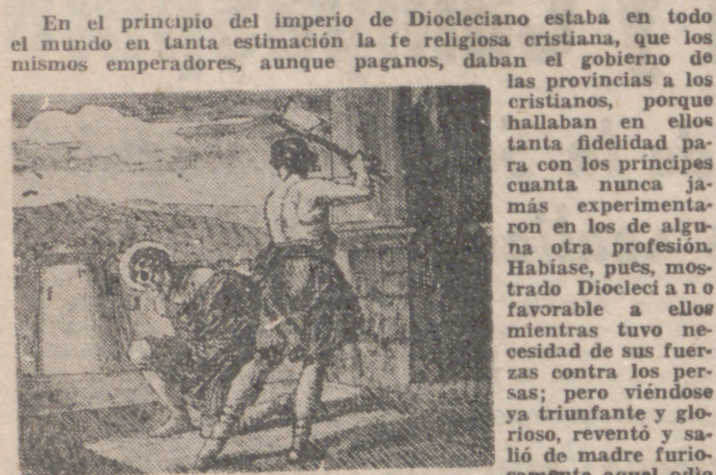 En el principio del imperio de Diocleciano estaba en todo
el mundo en tanta estimación la fe religiosa cristiana, que los
mismos emperadores, aunque paganos, daban el gobierno de
las provincias a los
cristianos, porque
hallaban en ellos
tanta fidelidad pa-
ra con los príncipes
cuanta nunca ja-
más experimenta-
ron en los de algu-
na otra profesión.
Habíase, pues, mos-
trado Diocleciano
favorable a ellos
mientras tuvo ne-
cesidad de sus fuer-
zas contra los per-
sas; pero viéndose
ya triunfante y glo-
rioso, reventó y sa-
lió de madre furio-